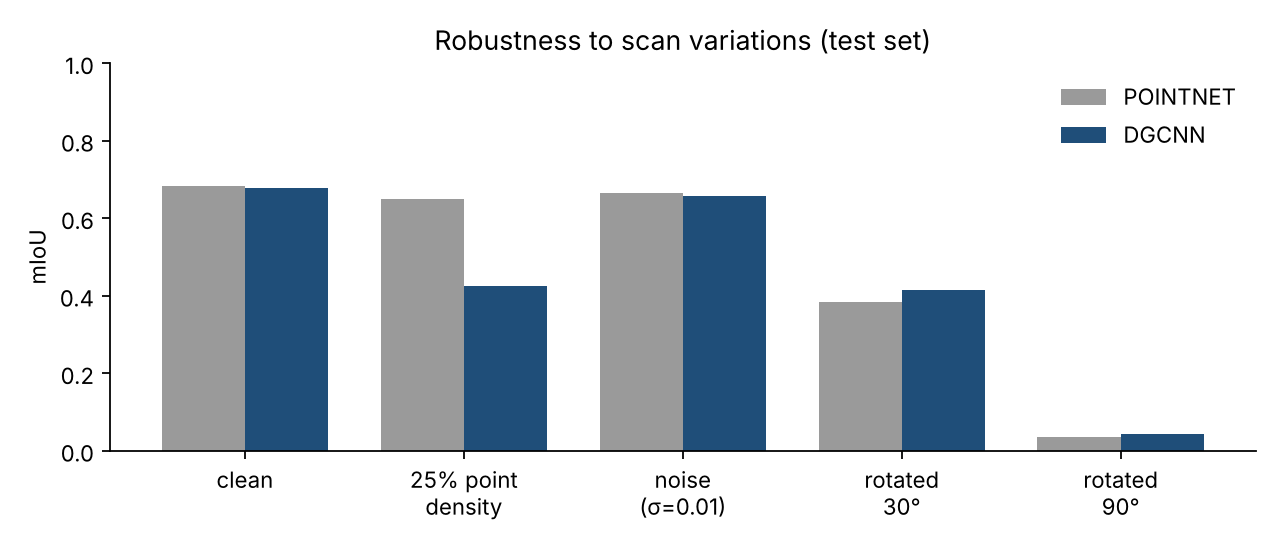 Robustness to scan variations (test set)
1.0
0.8
0.6
0.4
0.2
0.0
mIoU
POINTNET
DGCNN
clean
25% point
density
noise
(σ=0.01)
rotated
30°
rotated
90°